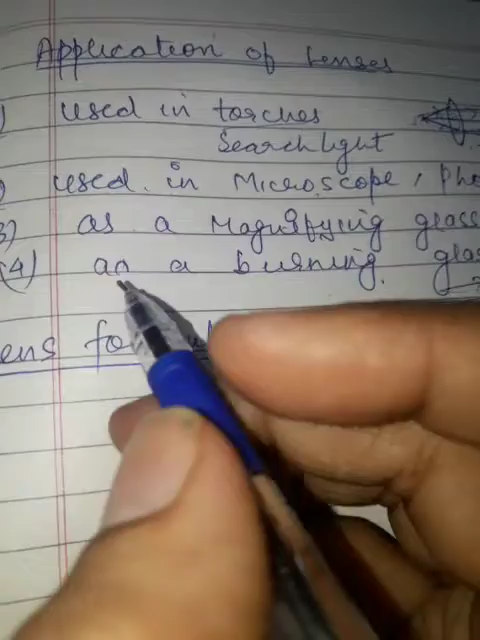 Application of Lenses
1) Used in torches
Searchlight
) Used in Microscope, Pho
3) as a Magnifying glass
(4) as a burning glas
ens fo